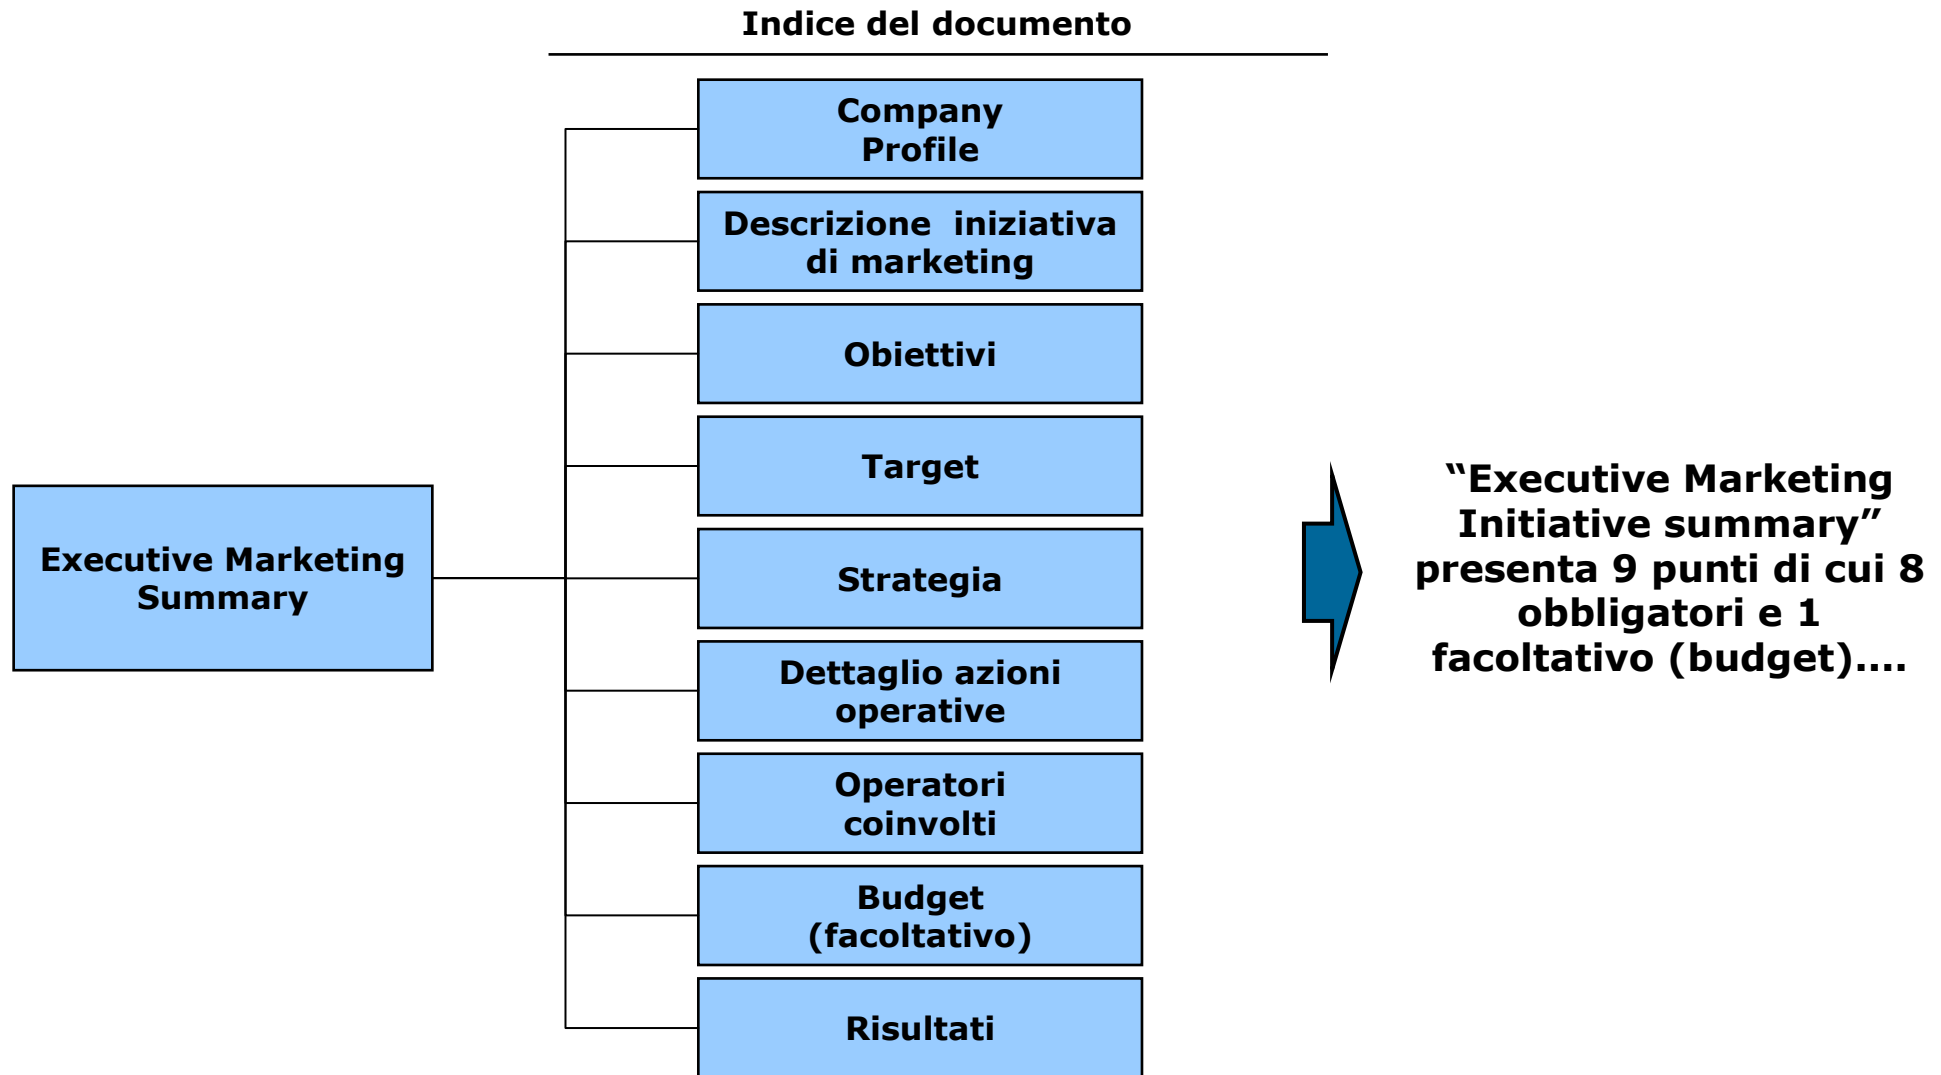 Indice del documento
Company
Profile
Descrizione  iniziativa
di marketing
Obiettivi
Target
Strategia
Dettaglio azioni
operative
Operatori
coinvolti
Budget
(facoltativo)
Risultati
Executive Marketing
Summary
“Executive Marketing
Initiative summary”
presenta 9 punti di cui 8
obbligatori e 1
facoltativo (budget)....